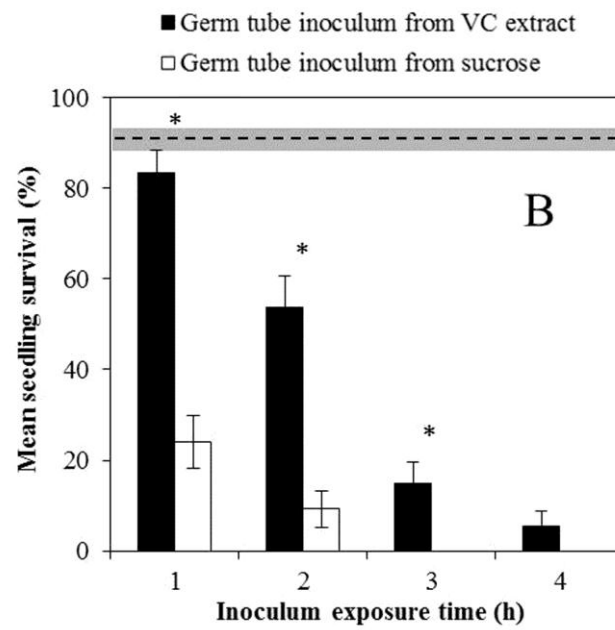 Germ tube inoculum from VC extract
Germ tube inoculum from sucrose
100
80
60
40
20
0
Mean seedling survival (%)
*
*
*
B
1 2 3 4
Inoculum exposure time (h)